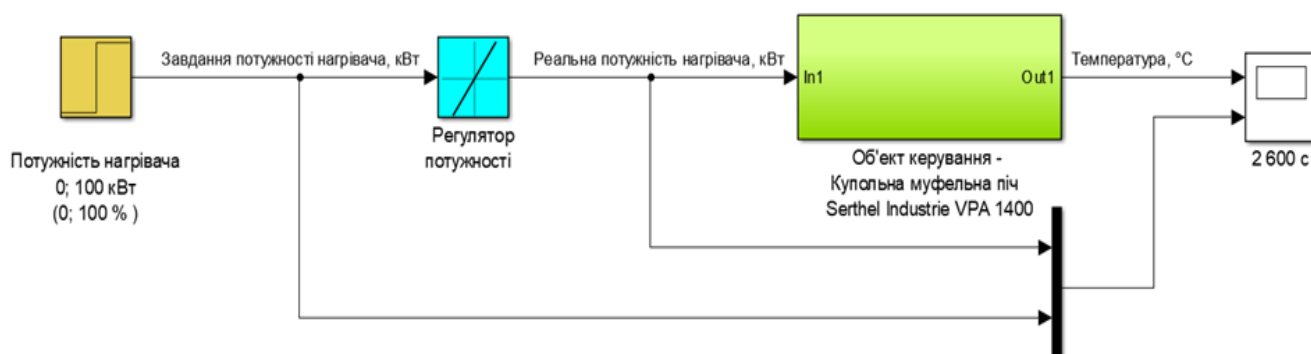 Завдання потужності нагрівача, кВт
Реальна потужність нагрівача, кВт
Температура, °C
In1
Out1
Потужність нагрівача
0; 100 кВт
(0; 100 % )
Регулятор
потужності
Об'ект керування -
Купольна муфельна піч
Serthel Industrie VPA 1400
2 600 с